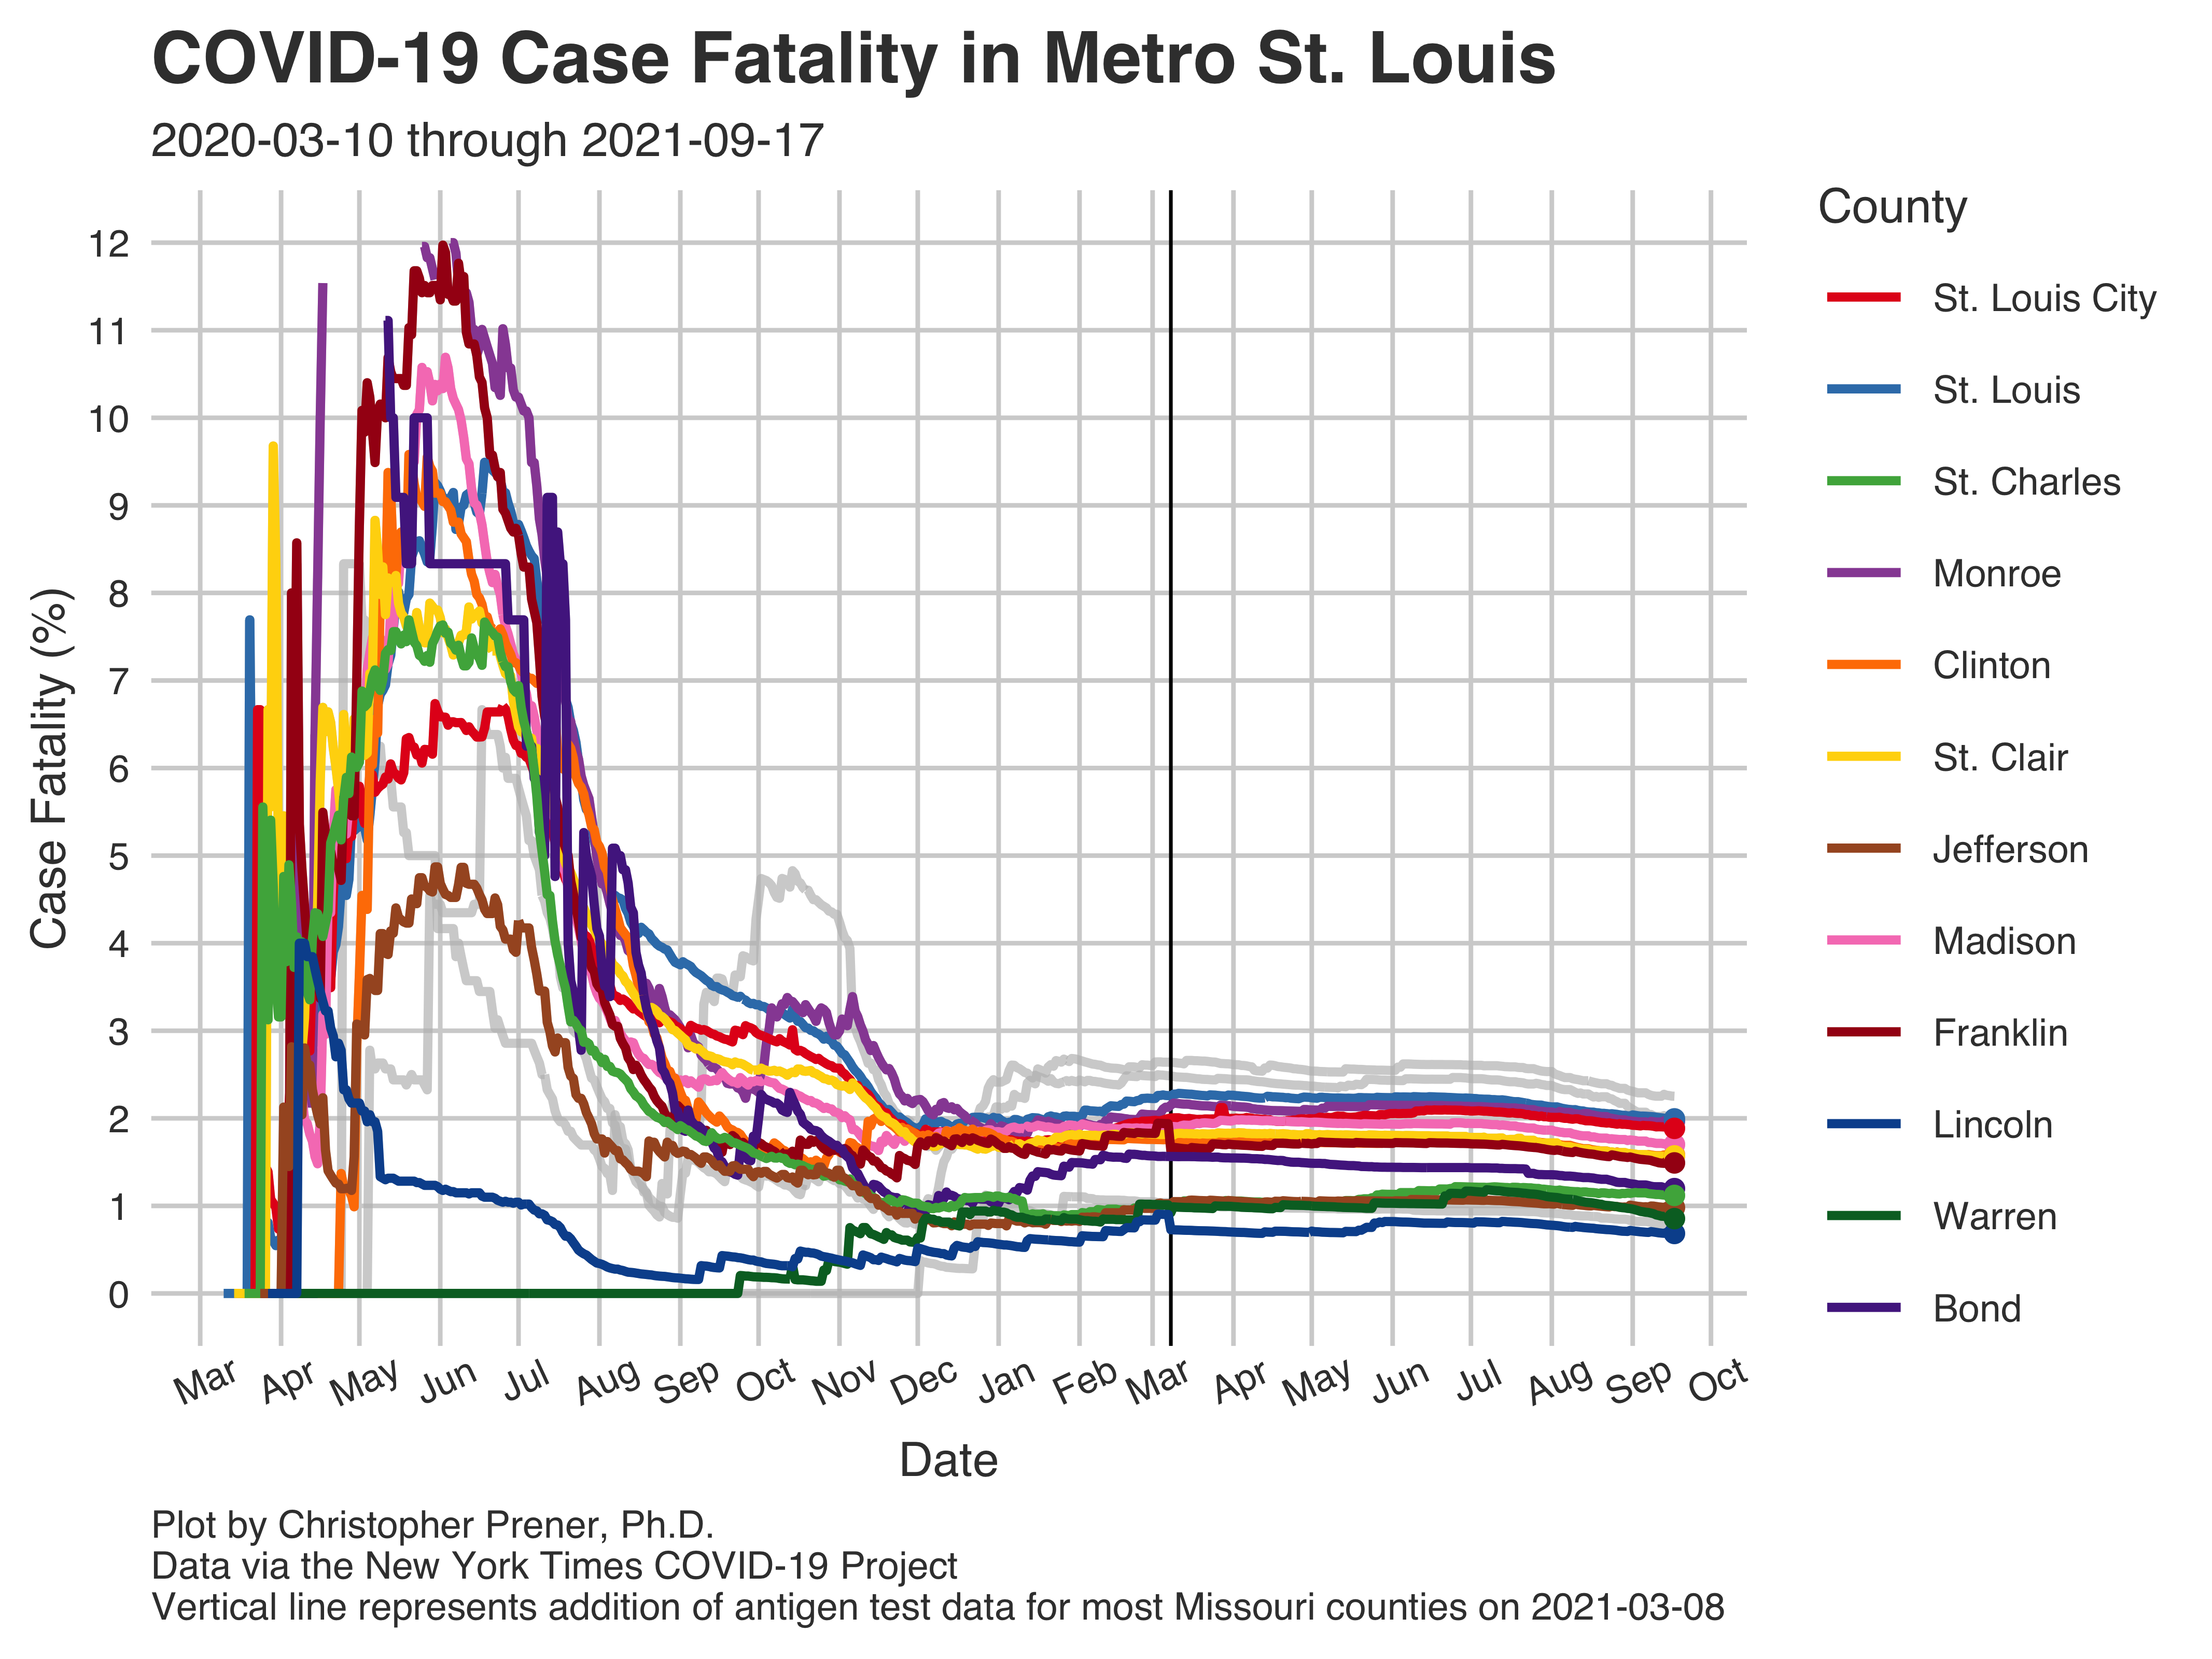 COVID-19 Case Fatality in Metro St. Louis
2020-03-10 through 2021-09-17
County
St. Louis City
St. Louis
St. Charles
Monroe
Clinton
St. Clair
Jefferson
Madison
Franklin
Lincoln
Warren
Bond
Case Fatality (%)
12
11
10
9
8
7
6
5
4
3
2
1
0
Mar Apr May Jun Jul Aug Sep Oct Nov Dec Jan Feb Mar Apr May Jun Jul Aug Sep Oct
Date
Plot by Christopher Prener, Ph.D.
Data via the New York Times COVID-19 Project
Vertical line represents addition of antigen test data for most Missouri counties on 2021-03-08